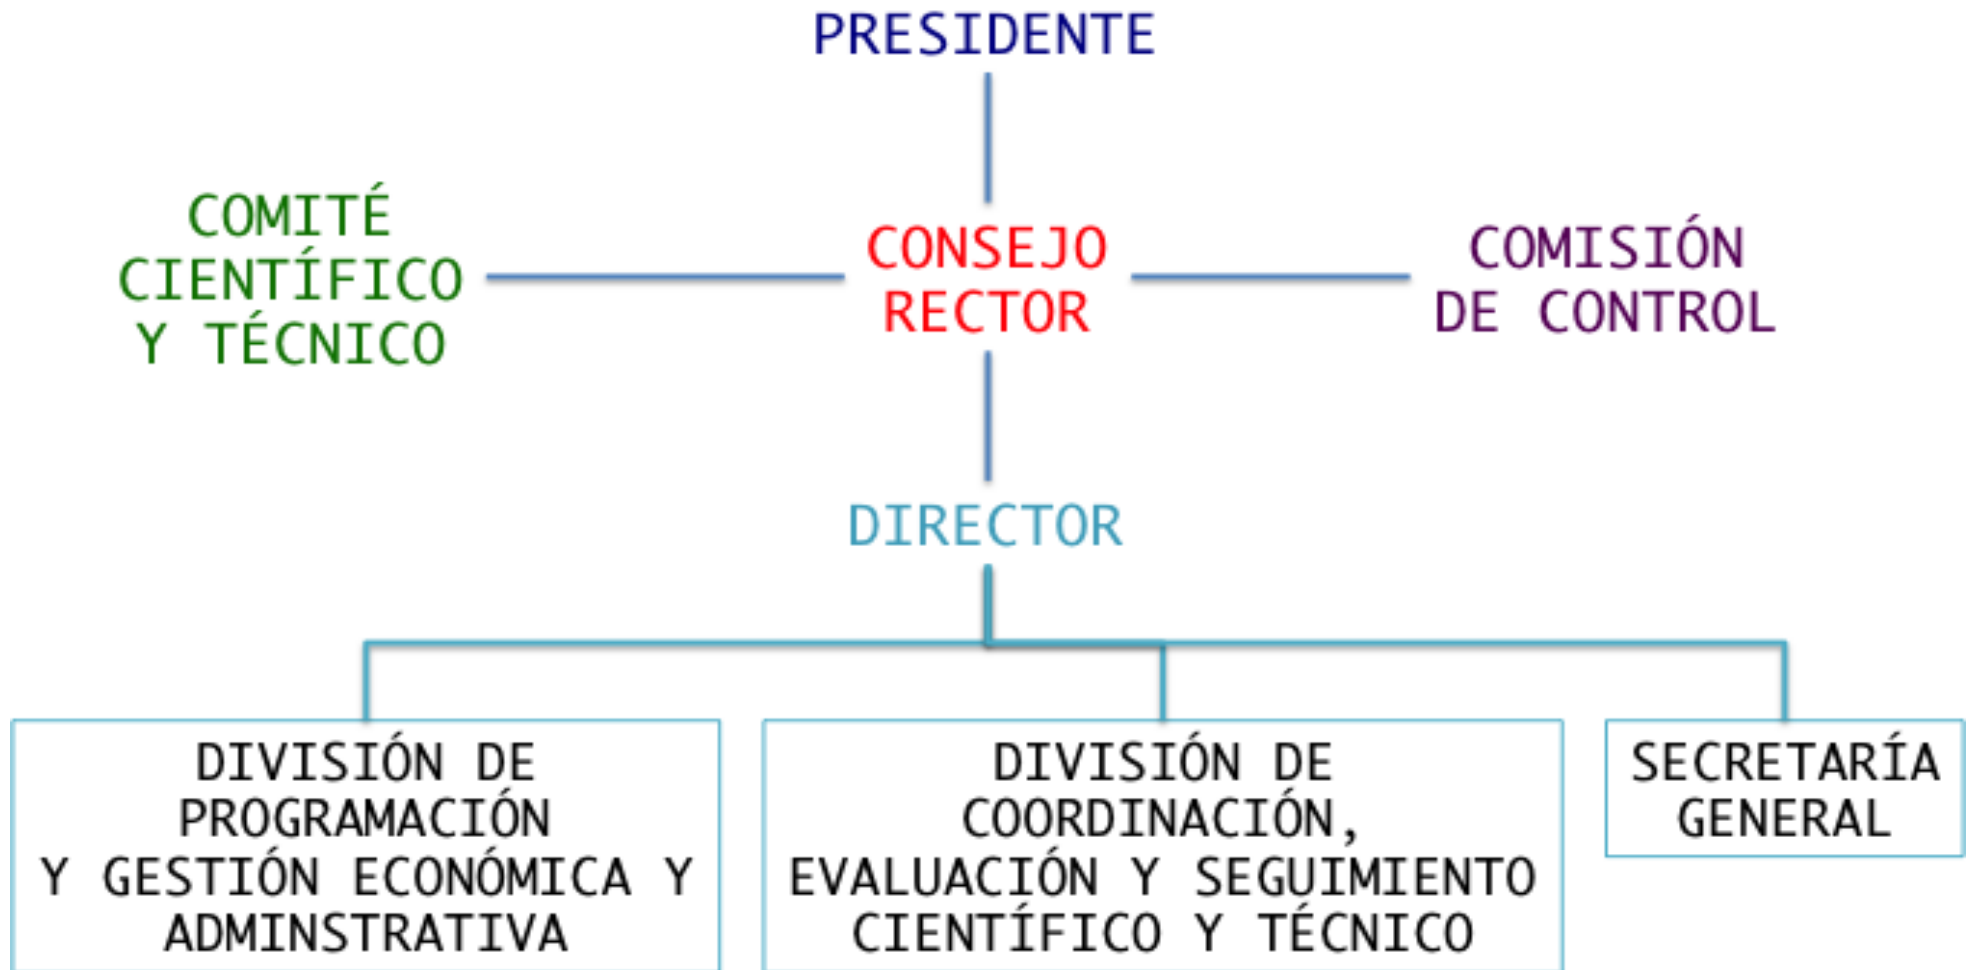 PRESIDENTE
COMITÉ
CIENTÍFICO
Y TÉCNICO
CONSEJO
RECTOR
COMISIÓN
DE CONTROL
DIRECTOR
DIVISIÓN DE
PROGRAMACIÓN
Y GESTIÓN ECONÓMICA Y
ADMINSTRATIVA
DIVISIÓN DE
COORDINACIÓN,
EVALUACIÓN Y SEGUIMIENTO
CIENTÍFICO Y TÉCNICO
SECRETARÍA
GENERAL